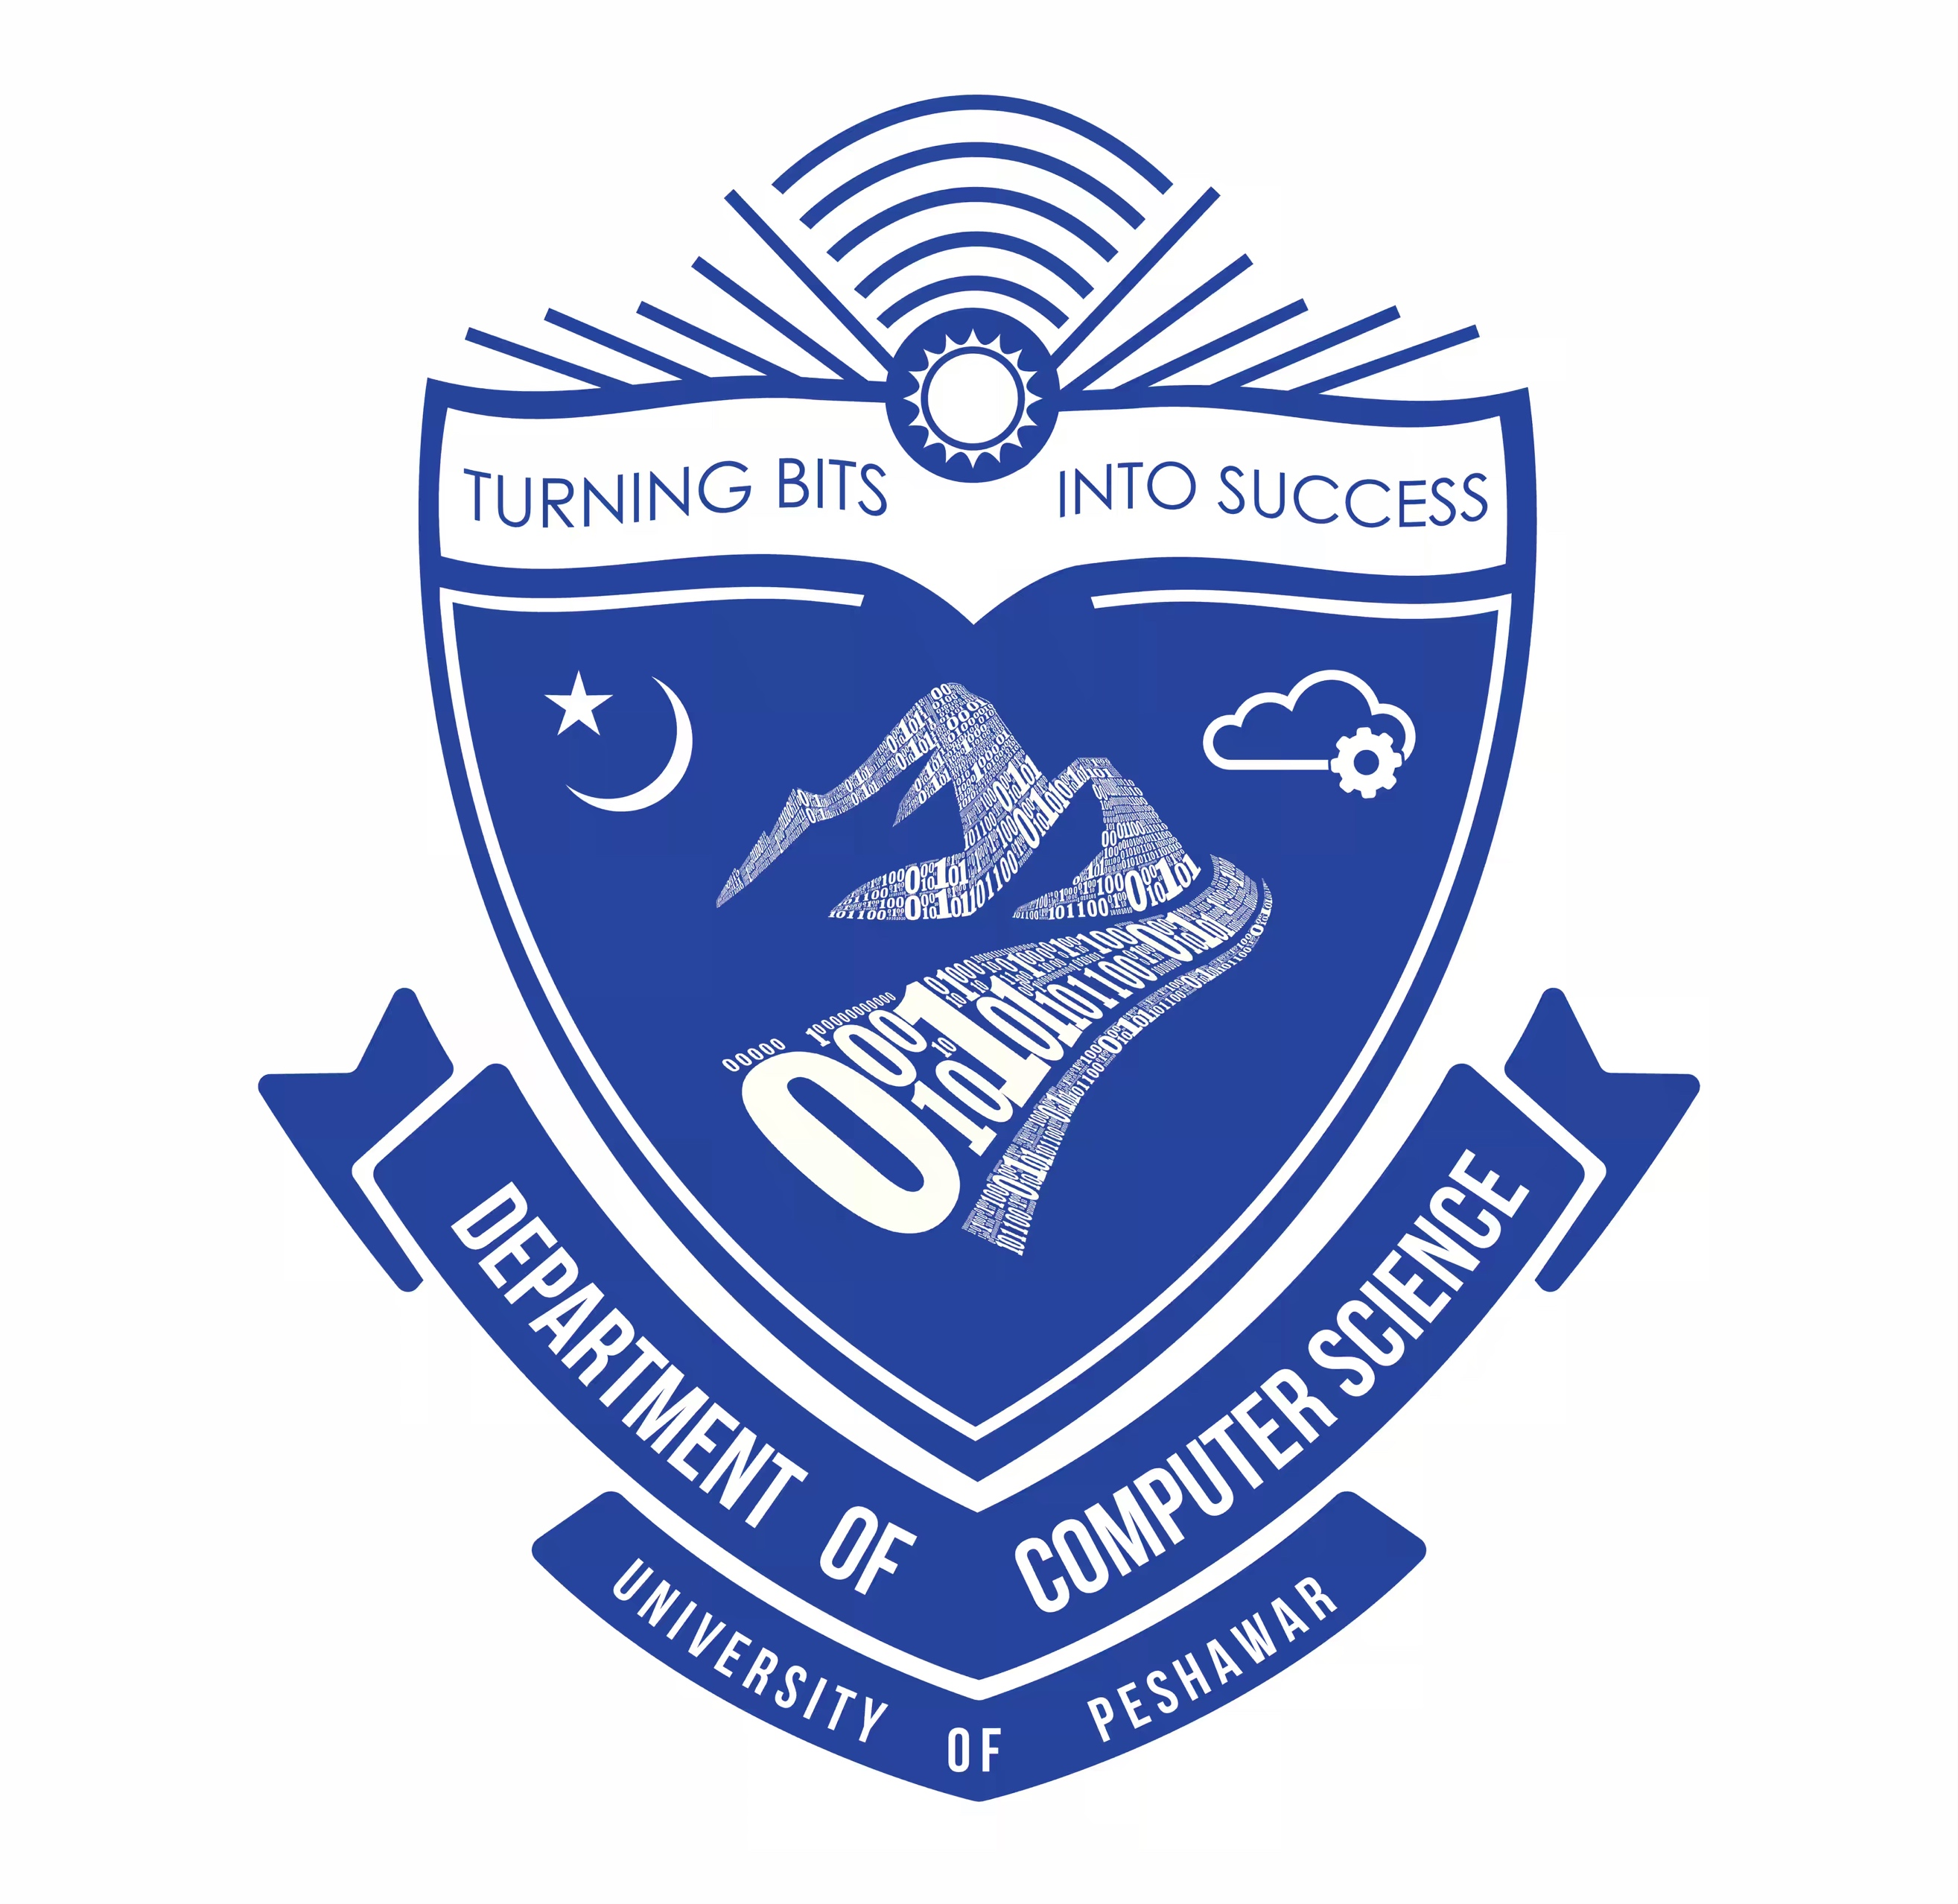 TURNING BITS INTO SUCCESS
DEPARTMENT OF COMPUTER SCIENCE
UNIVERSITY OF PESHAWAR